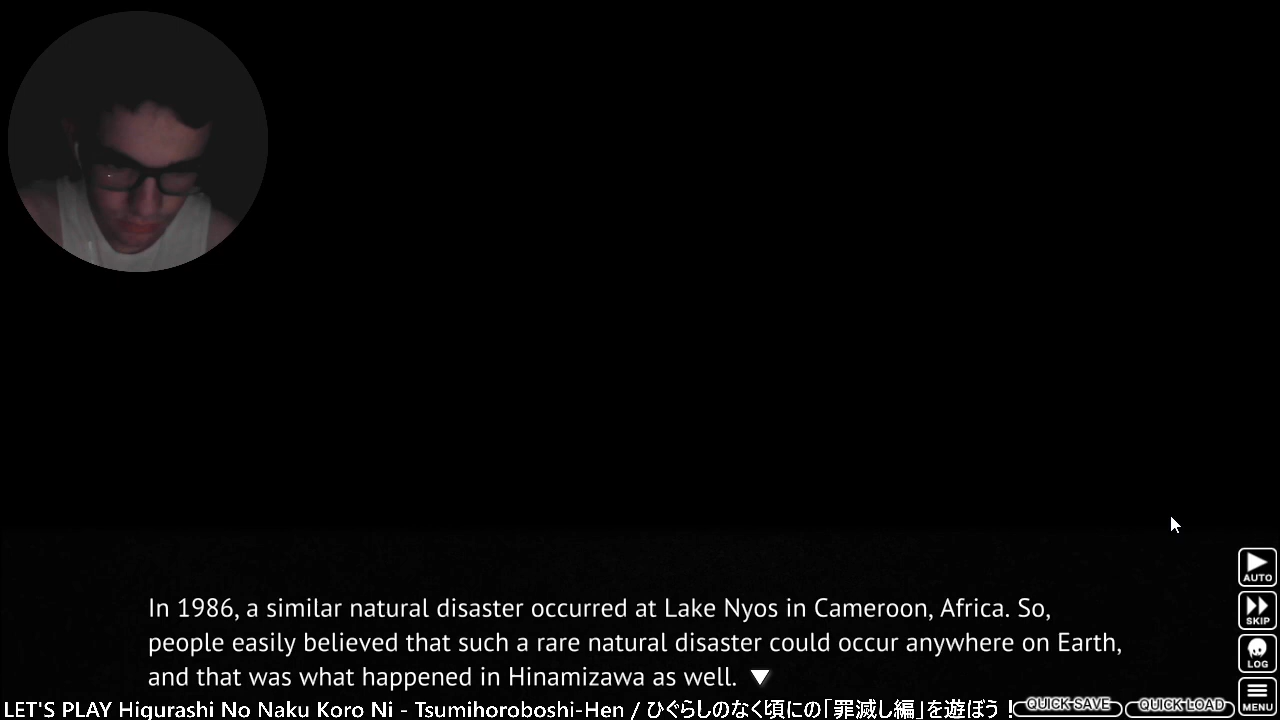 In 1986, a similar natural disaster occurred at Lake Nyos in Cameroon, Africa. So,
people easily believed that such a rare natural disaster could occur anywhere on Earth,
and that was what happened in Hinamizawa as well.
AUTO
SKIP
LOG
MENU
QUICK SAVE
QUICK LOAD
LET'S PLAY Higurashi No Naku Koro Ni - Tsumihoroboshi-Hen / ひぐらしのなく頃にの「罪滅し編」を遊ぼう！